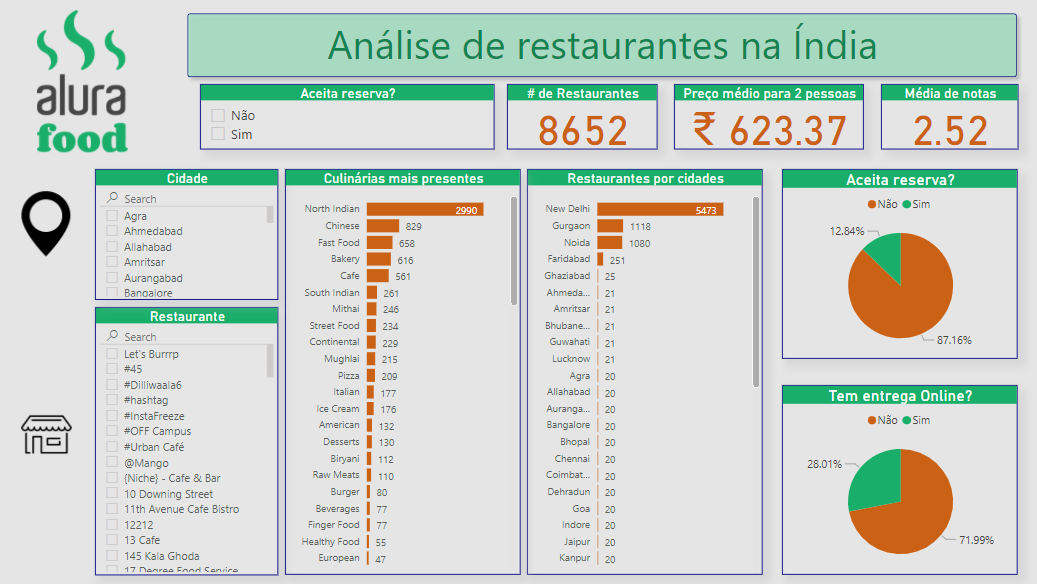 alura
food
Análise de restaurantes na Índia
Aceita reserva?
Não
Sim
# de Restaurantes
8652
Preço médio para 2 pessoas
₹ 623.37
Média de notas
2.52
Cidade
Search
Agra
Ahmedabad
Allahabad
Amritsar
Aurangabad
Bangalore
Restaurante
Search
Let's Burrrp
#45
#Dilliwaala6
#hashtag
#InstaFreeze
#OFF Campus
#Urban Café
@Mango
{Niche} - Cafe & Bar
10 Downing Street
11th Avenue Cafe Bistro
12212
13 Cafe
145 Kala Ghoda
17 Degree Food Service
Culinárias mais presentes
North Indian 2990
Chinese 829
Fast Food 658
Bakery 616
Cafe 561
South Indian 261
Mithai 246
Street Food 234
Continental 229
Mughlai 215
Pizza 209
Italian 177
Ice Cream 176
American 132
Desserts 130
Biryani 112
Raw Meats 110
Burger 80
Beverages 77
Finger Food 77
Healthy Food 55
European 47
Restaurantes por cidades
New Delhi 5473
Gurgaon 1118
Noida 1080
Faridabad 251
Ghaziabad 25
Ahmeda... 21
Amritsar 21
Bhubane... 21
Guwahati 21
Lucknow 21
Agra 20
Allahabad 20
Auranga... 20
Bangalore 20
Bhopal 20
Chennai 20
Coimbat... 20
Dehradun 20
Goa 20
Indore 20
Jaipur 20
Kanpur 20
Aceita reserva?
Não Sim
12.84%
87.16%
Tem entrega Online?
Não Sim
28.01%
71.99%